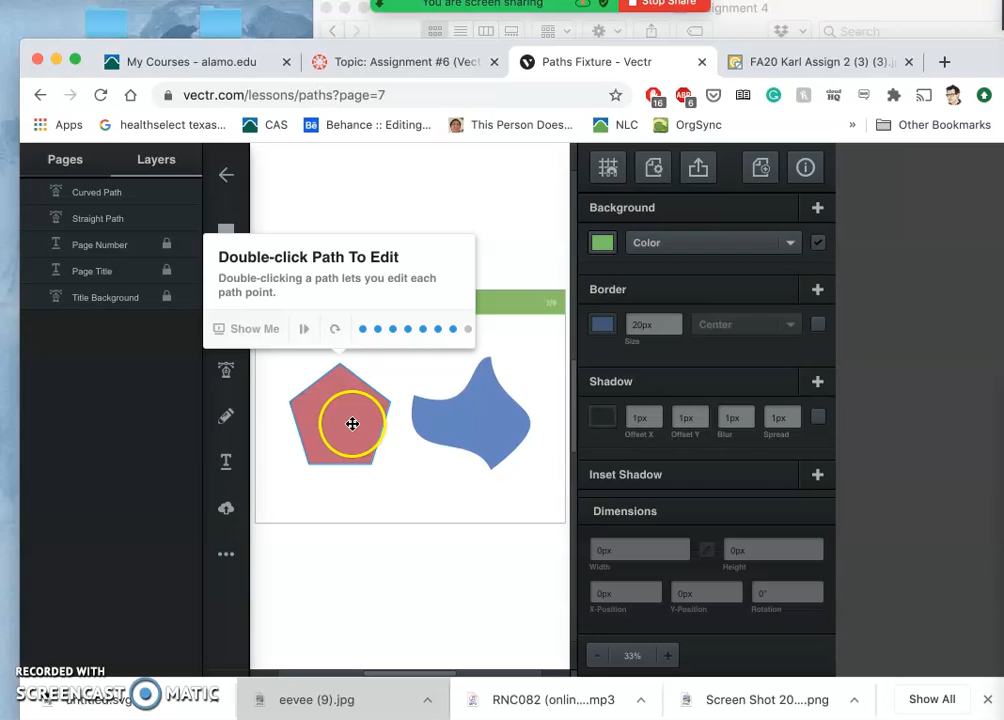 You are screen sharing
Stop Share
ignment 4
Search
My Courses - alamo.edu
Topic: Assignment #6 (Vect
Paths Fixture - Vectr
FA20 Karl Assign 2 (3) (3).j
vectr.com/lessons/paths?page=7
16
6
Apps
healthselect texas...
CAS
Behance :: Editing...
This Person Does...
NLC
OrgSync
»
Other Bookmarks
Pages
Layers
Curved Path
Straight Path
Page Number
Page Title
Title Background
Double-click Path To Edit
Double-clicking a path lets you edit each
path point.
Show Me
Background
Color
Border
20px
Center
Size
Shadow
1px
1px
1px
1px
Offset X
Offset Y
Blur
Spread
Inset Shadow
Dimensions
0px
0px
Width
Height
0px
0px
0°
X-Position
Y-Position
Rotation
- 33% +
RECORDED WITH
SCREENCAST MATIC
untitled.svg
eevee (9).jpg
RNC082 (onlin....mp3
Screen Shot 20....png
Show All